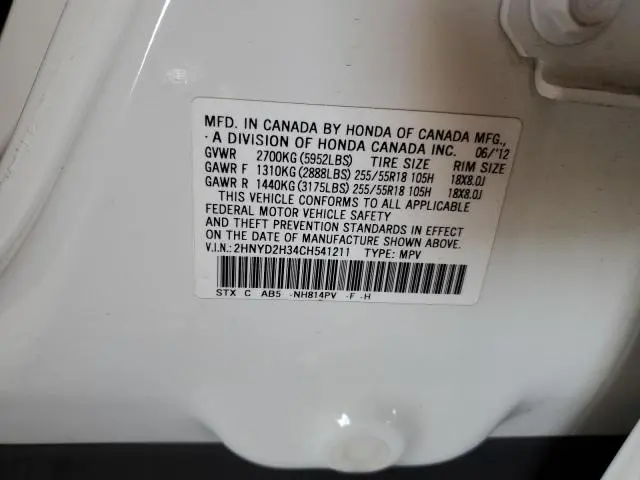 MFD. IN CANADA BY HONDA OF CANADA MFG.,
A DIVISION OF HONDA CANADA INC. 06/'12
GVWR 2700KG (5952LBS) TIRE SIZE RIM SIZE
GAWR F 1310KG (2888LBS) 255/55R18 105H 18X8.0J
GAWR R 1440KG (3175LBS) 255/55R18 105H 18X8.0J
THIS VEHICLE CONFORMS TO ALL APPLICABLE
FEDERAL MOTOR VEHICLE SAFETY
AND THEFT PREVENTION STANDARDS IN EFFECT
ON THE DATE OF MANUFACTURE SHOWN ABOVE.
V.I.N.: 2HNYD2H34CH541211 TYPE: MPV
STX C AB5 -NH814PV -F -H